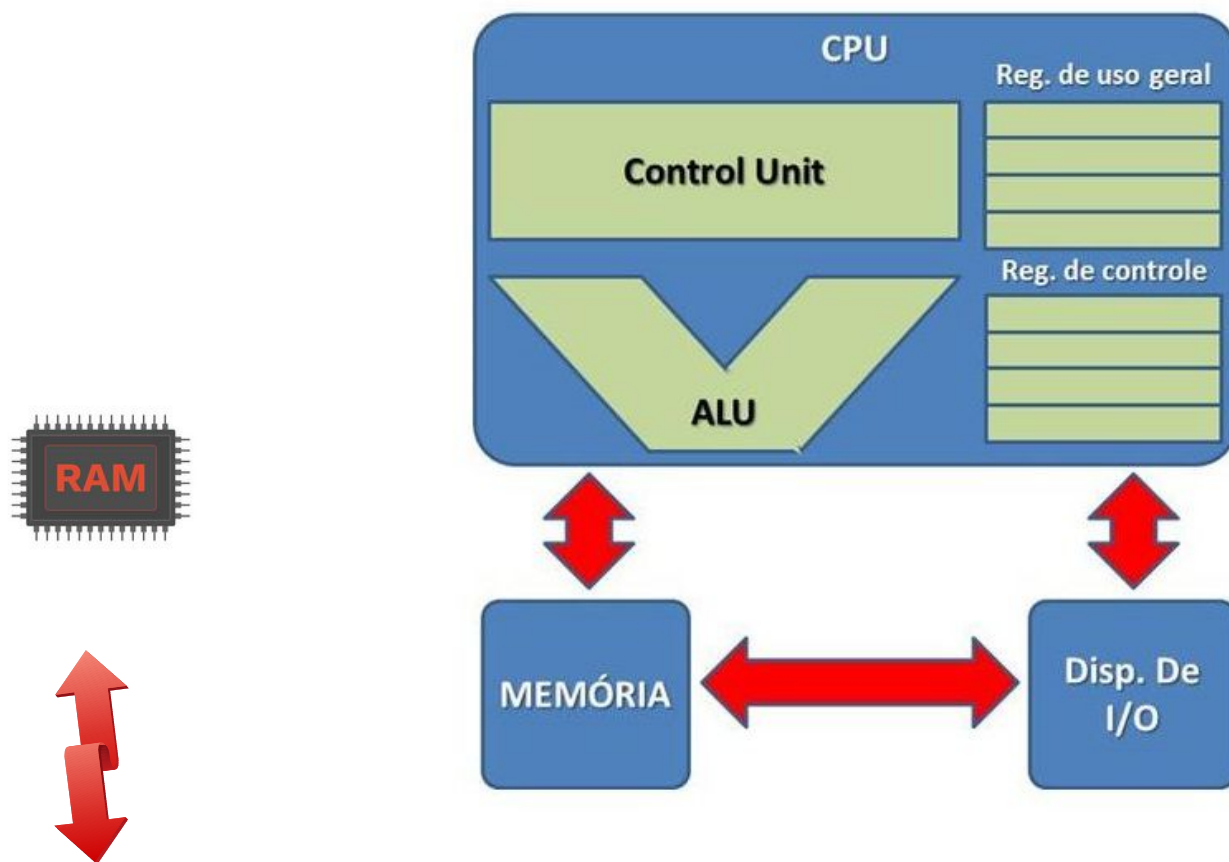 CPU
Reg. de uso geral
Control Unit
Reg. de controle
ALU
RAM
MEMÓRIA
Disp. De
I/O